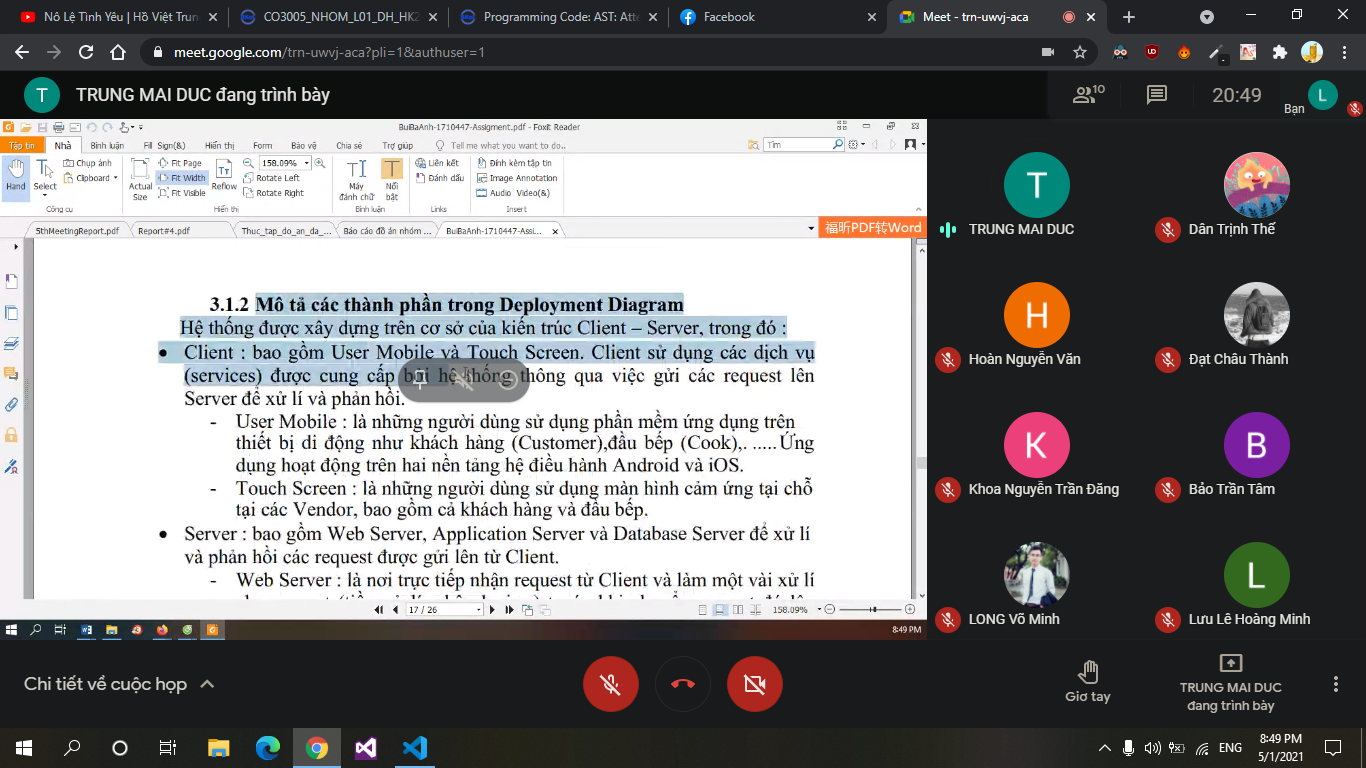 Nô Lệ Tình Yêu | Hồ Việt Trun
CO3005_NHOM_L01_DH_HK2
Programming Code: AST: Atte
Facebook
Meet - trn-uwvj-aca
meet.google.com/trn-uwvj-aca?pli=1&authuser=1
T TRUNG MAI DUC đang trình bày
10
20:49
Bạn
L
BuiBaAnh-1710447-Assigment.pdf - Foxit Reader
Tập tin Nhà Bình luận Fill Sign(&I) Hiển thị Form Bảo vệ Chia sẻ Trợ giúp Tell me what you want to do.. Tìm
Hand
Select
Chụp ảnh
Clipboard
Công cụ
Actual Size
Fit Page
Fit Width
Fit Visible
Reflow
158.09%
Rotate Left
Rotate Right
Hiển thị
Máy đánh chữ
Nổi bật
Bình luận
Liên kết
Đánh dấu
Links
Đính kèm tập tin
Image Annotation
Audio Video(&)
Insert
5thMeetingReport.pdf
Report#4.pdf
Thuc_tap_do_an_da_...
Báo cáo đồ án nhóm ...
BuiBaAnh-1710447-Assi...
福昕PDF转Word
3.1.2 Mô tả các thành phần trong Deployment Diagram
Hệ thống được xây dựng trên cơ sở của kiến trúc Client – Server, trong đó :
• Client : bao gồm User Mobile và Touch Screen. Client sử dụng các dịch vụ
(services) được cung cấp bởi hệ thống thông qua việc gửi các request lên
Server để xử lí và phản hồi.
- User Mobile : là những người dùng sử dụng phần mềm ứng dụng trên
thiết bị di động như khách hàng (Customer),đầu bếp (Cook),. .....Ứng
dụng hoạt động trên hai nền tảng hệ điều hành Android và iOS.
- Touch Screen : là những người dùng sử dụng màn hình cảm ứng tại chỗ
tại các Vendor, bao gồm cả khách hàng và đầu bếp.
• Server : bao gồm Web Server, Application Server và Database Server để xử lí
và phản hồi các request được gửi lên từ Client.
- Web Server : là nơi trực tiếp nhận request từ Client và làm một vài xử lí
17 / 26
158.09%
8:49 PM
T
TRUNG MAI DUC
Dân Trịnh Thế
H
Hoàn Nguyễn Văn
Đạt Châu Thành
K
Khoa Nguyễn Trần Đăng
B
Bảo Trần Tâm
LONG Võ Minh
L
Lưu Lê Hoàng Minh
Chi tiết về cuộc họp
Giơ tay
TRUNG MAI DUC
đang trình bày
ENG
8:49 PM
5/1/2021